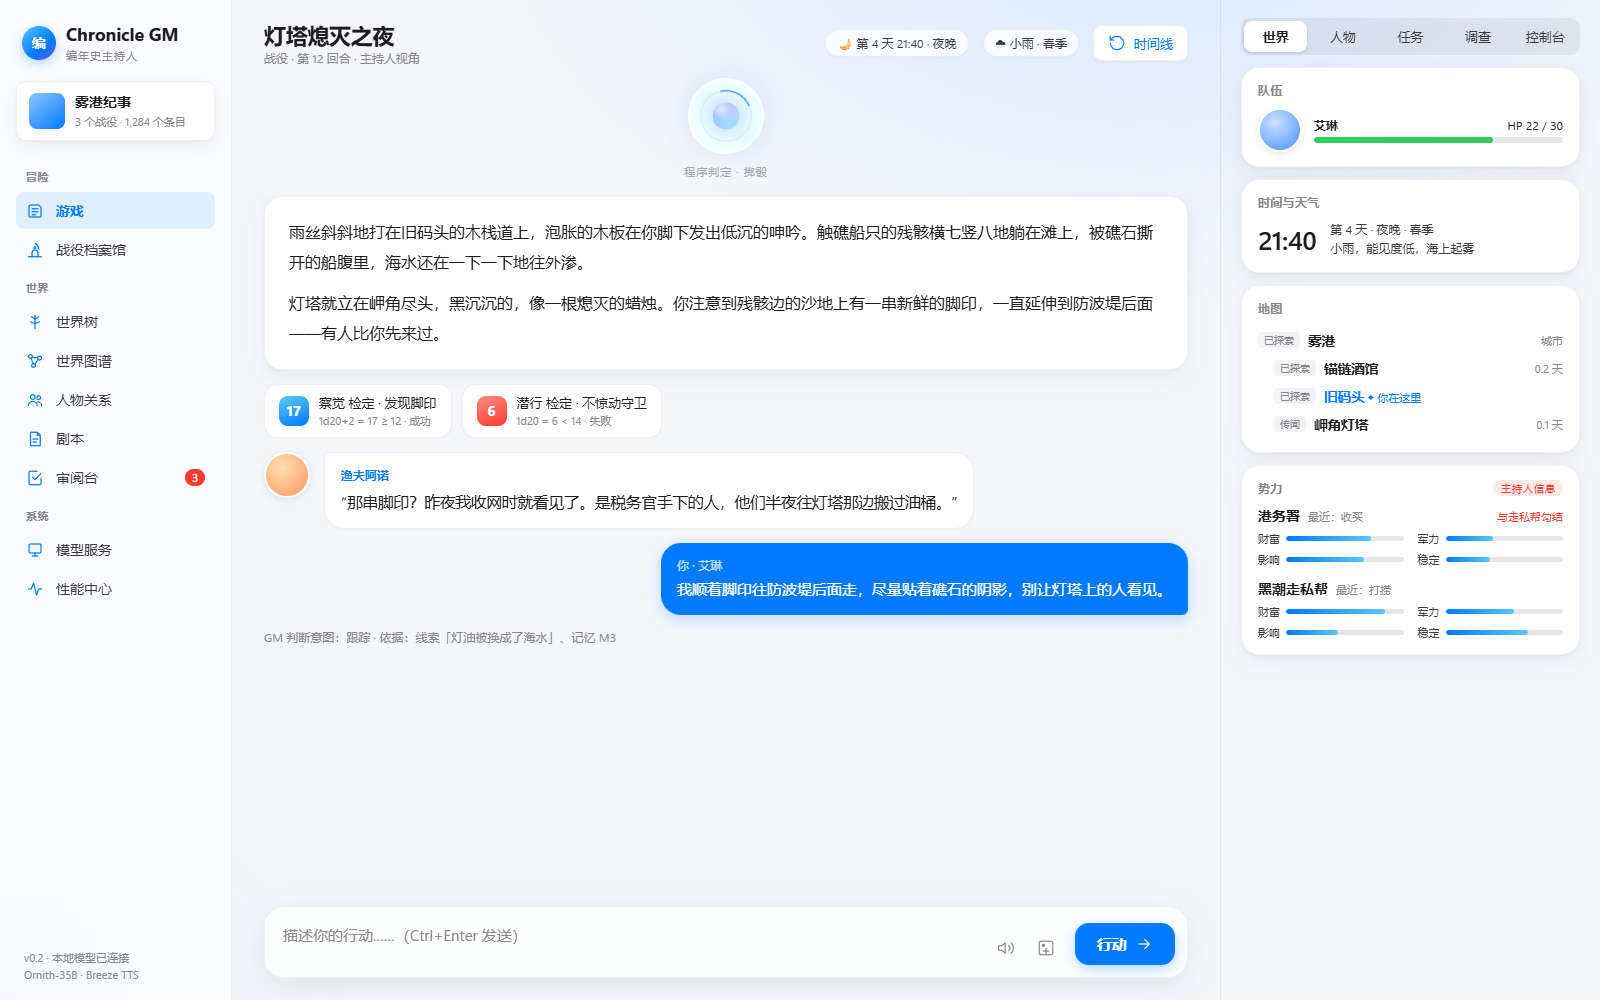 编
Chronicle GM
编年史主持人
雾港纪事
3 个战役 · 1,284 个条目
冒险
游戏
战役档案馆
世界
世界树
世界图谱
人物关系
剧本
审阅台
3
系统
模型服务
性能中心
v0.2 · 本地模型已连接
Ornith-35B · Breeze TTS
灯塔熄灭之夜
战役 · 第 12 回合 · 主持人视角
第 4 天 21:40 · 夜晚
小雨 · 春季
时间线
程序判定 · 掷骰
雨丝斜斜地打在旧码头的木栈道上，泡胀的木板在你脚下发出低沉的呻吟。触礁船只的残骸横七竖八地躺在滩上，被礁石撕
开的船腹里，海水还在一下一下地往外渗。
灯塔就立在岬角尽头，黑沉沉的，像一根熄灭的蜡烛。你注意到残骸边的沙地上有一串新鲜的脚印，一直延伸到防波堤后面
——有人比你先来过。
17
察觉 检定 · 发现脚印
1d20+2 = 17 ≥ 12 · 成功
6
潜行 检定 · 不惊动守卫
1d20 = 6 < 14 · 失败
渔夫阿诺
“那串脚印？昨夜我收网时就看见了。是税务官手下的人，他们半夜往灯塔那边搬过油桶。”
你 · 艾琳
我顺着脚印往防波堤后面走，尽量贴着礁石的阴影，别让灯塔上的人看见。
GM 判断意图：跟踪 · 依据：线索「灯油被换成了海水」、记忆 M3
描述你的行动……（Ctrl+Enter 发送）
行动
世界
人物
任务
调查
控制台
队伍
艾琳
HP 22 / 30
时间与天气
21:40
第 4 天 · 夜晚 · 春季
小雨，能见度低，海上起雾
地图
已探索 雾港 城市
已探索 锚链酒馆 0.2 天
已探索 旧码头 • 你在这里
传闻 岬角灯塔 0.1 天
势力
主持人信息
港务署 最近：收买
与走私帮勾结
财富 军力
影响 稳定
黑潮走私帮 最近：打捞
财富 军力
影响 稳定